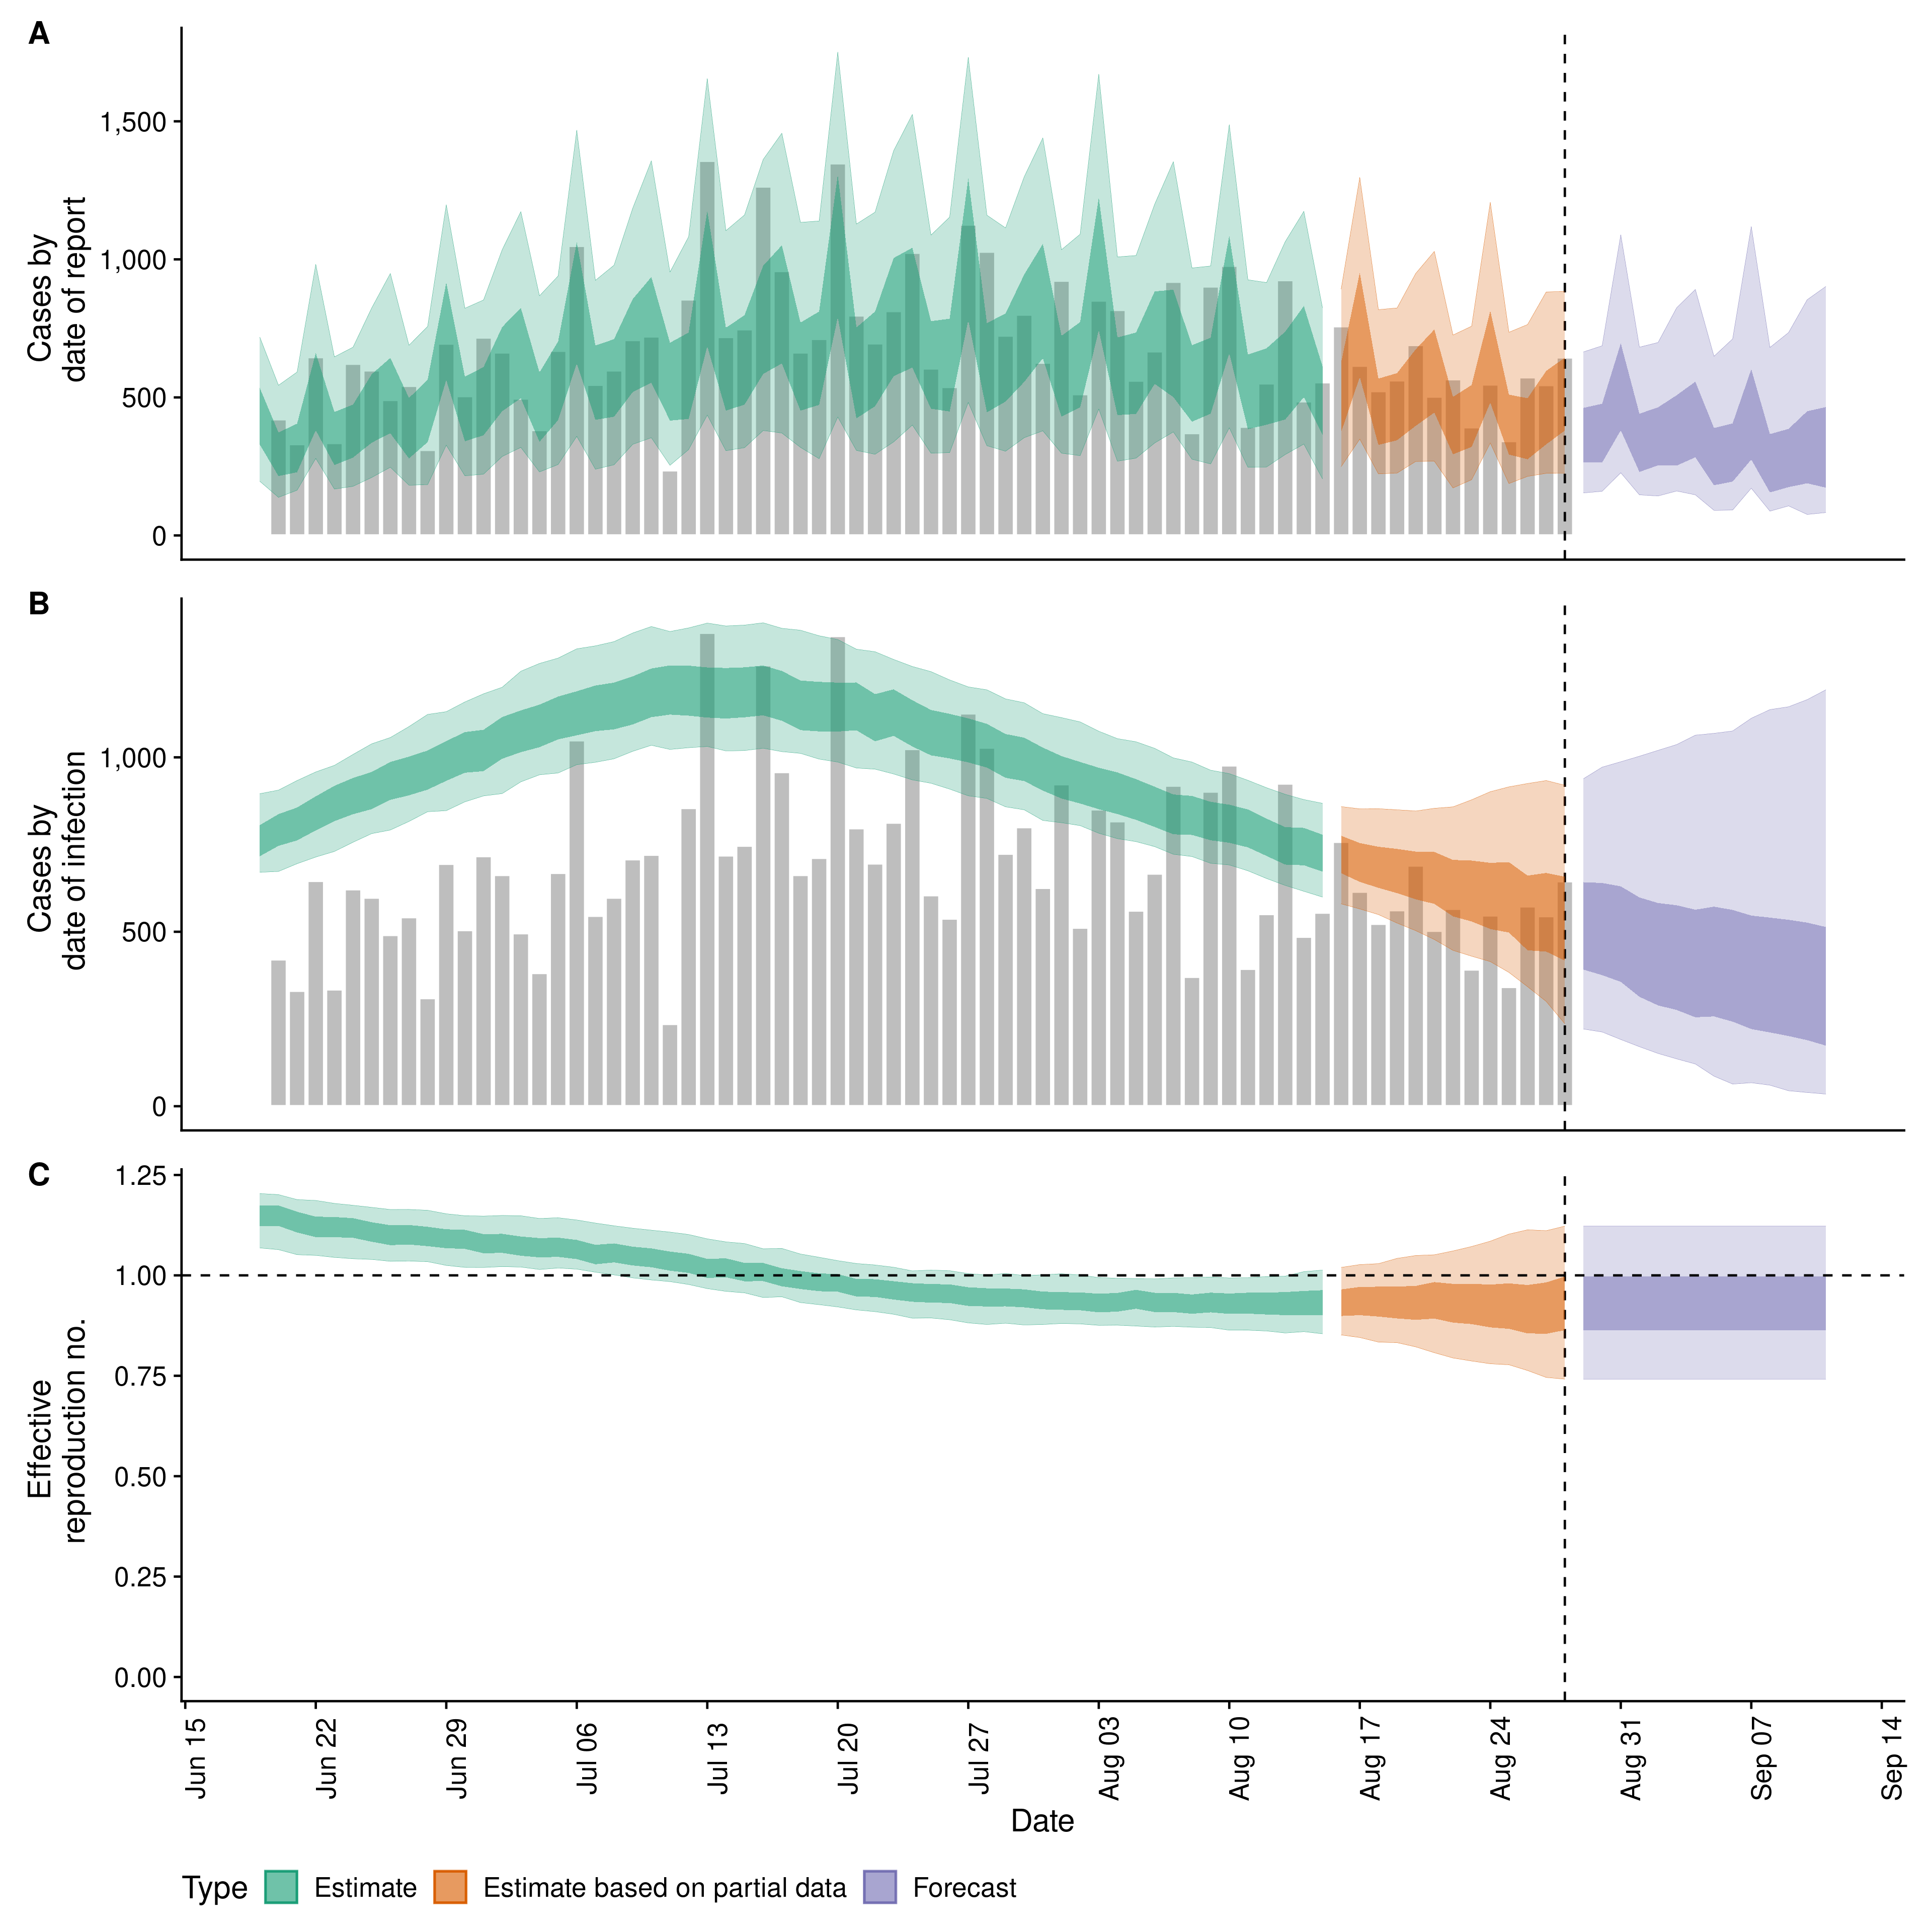 A
Cases by
date of report
1,500
1,000
500
0
B
Cases by
date of infection
1,000
500
0
C
Effective
reproduction no.
1.25
1.00
0.75
0.50
0.25
0.00
Jun 15
Jun 22
Jun 29
Jul 06
Jul 13
Jul 20
Jul 27
Aug 03
Aug 10
Aug 17
Aug 24
Aug 31
Sep 07
Sep 14
Date
Type Estimate Estimate based on partial data Forecast